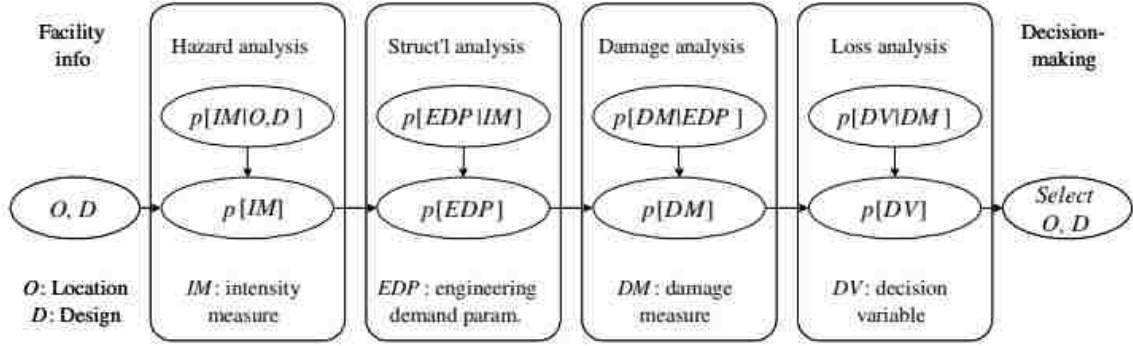 Facility
info
O, D
O: Location
D: Design
Hazard analysis
p[IM|O,D]
p[IM]
IM: intensity
measure
Struct'l analysis
p[EDP|IM]
p[EDP]
EDP: engineering
demand param.
Damage analysis
p[DM|EDP]
p[DM]
DM: damage
measure
Loss analysis
p[DV|DM]
p[DV]
DV: decision
variable
Decision-
making
Select
O, D